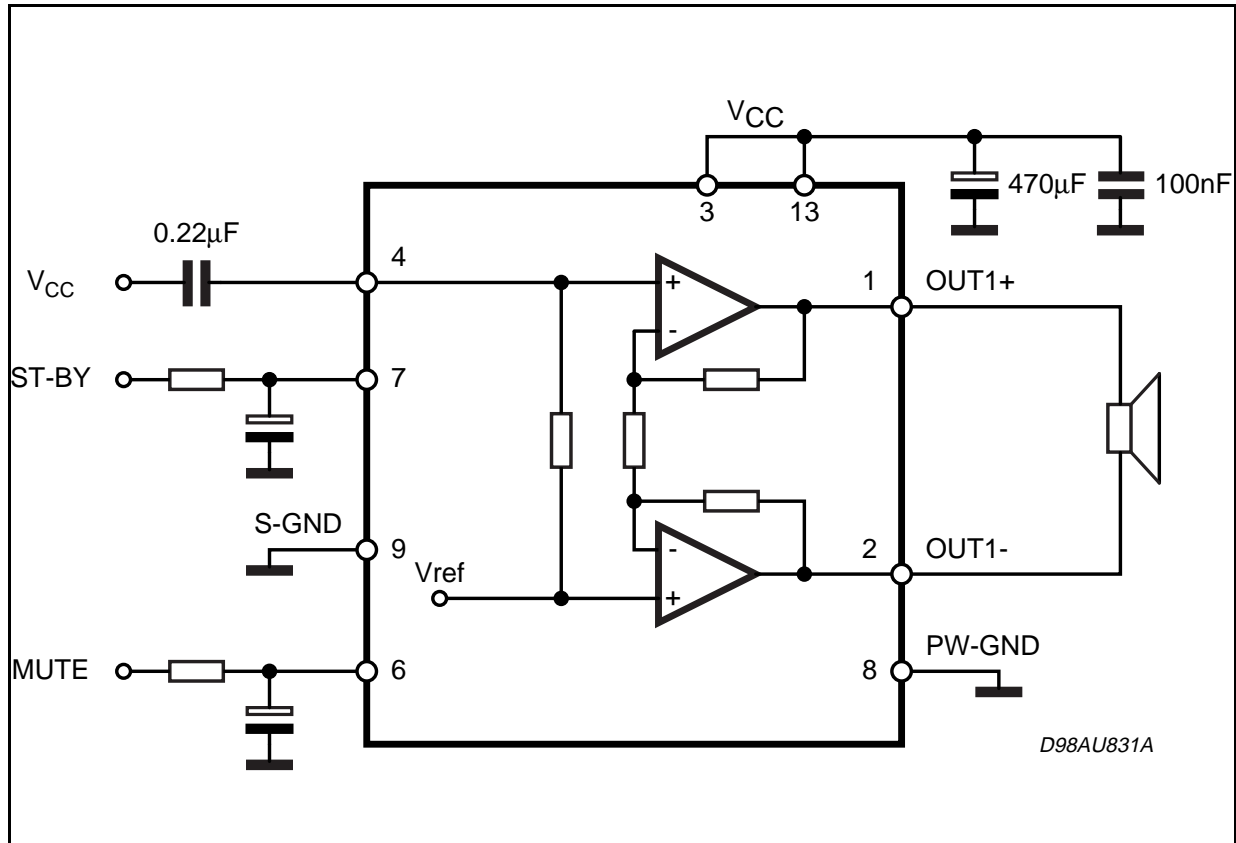 VCC
470µF
100nF
3
13
0.22µF
4
VCC
+
1
OUT1+
-
ST-BY
7
S-GND
9
-
2
OUT1-
Vref
+
MUTE
6
PW-GND
8
D98AU831A